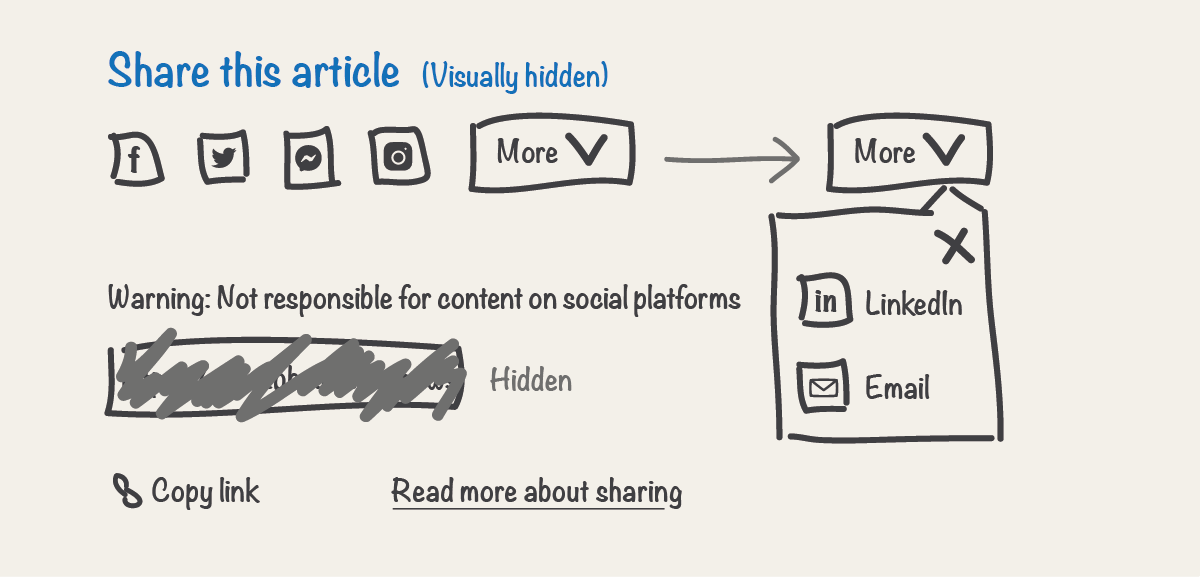 Share this article (Visually hidden)
f
More
More
Warning: Not responsible for content on social platforms
in LinkedIn
Hidden
Email
Copy link
Read more about sharing